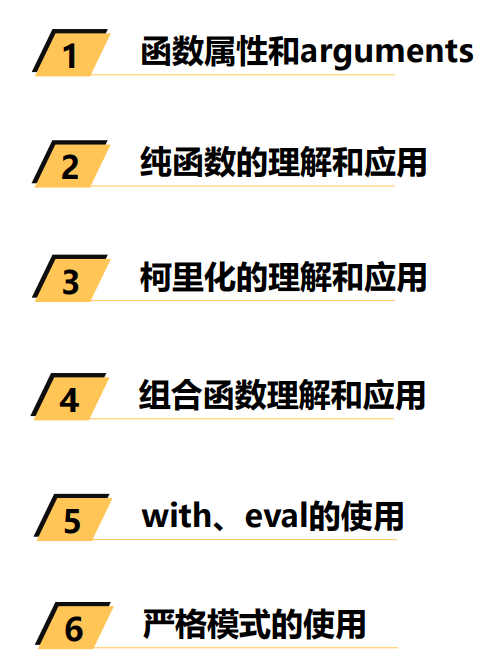 1 函数属性和arguments
2 纯函数的理解和应用
3 柯里化的理解和应用
4 组合函数理解和应用
5 with、eval的使用
6 严格模式的使用